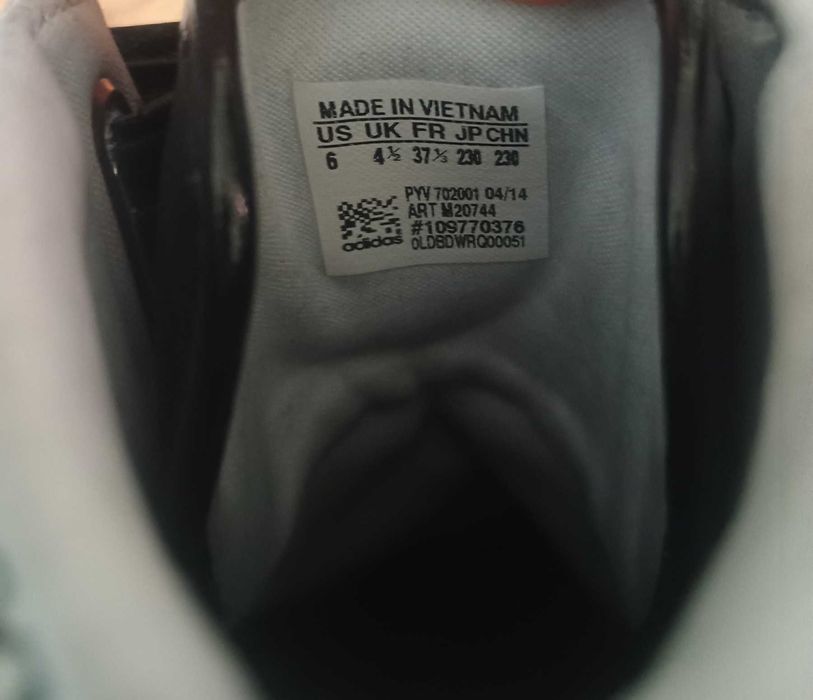 MADE IN VIETNAM
US UK FR JP CHN
6 4½ 37⅓ 230 230
PYV 702001 04/14
ART M20744
#109770376
adidas 0LDBDWRQ00051